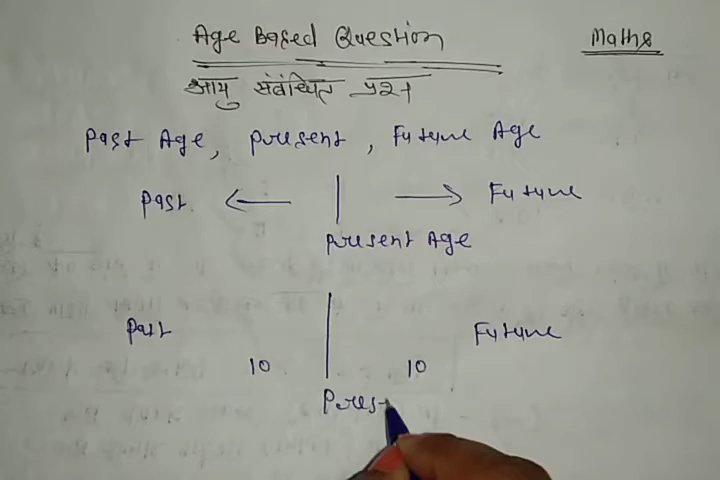 Age Based Question Maths
आयु संबंधित प्रश्न
Past Age, Present, Future Age
Past ← | → Future
Present Age
Past | Future
10 10
Pres